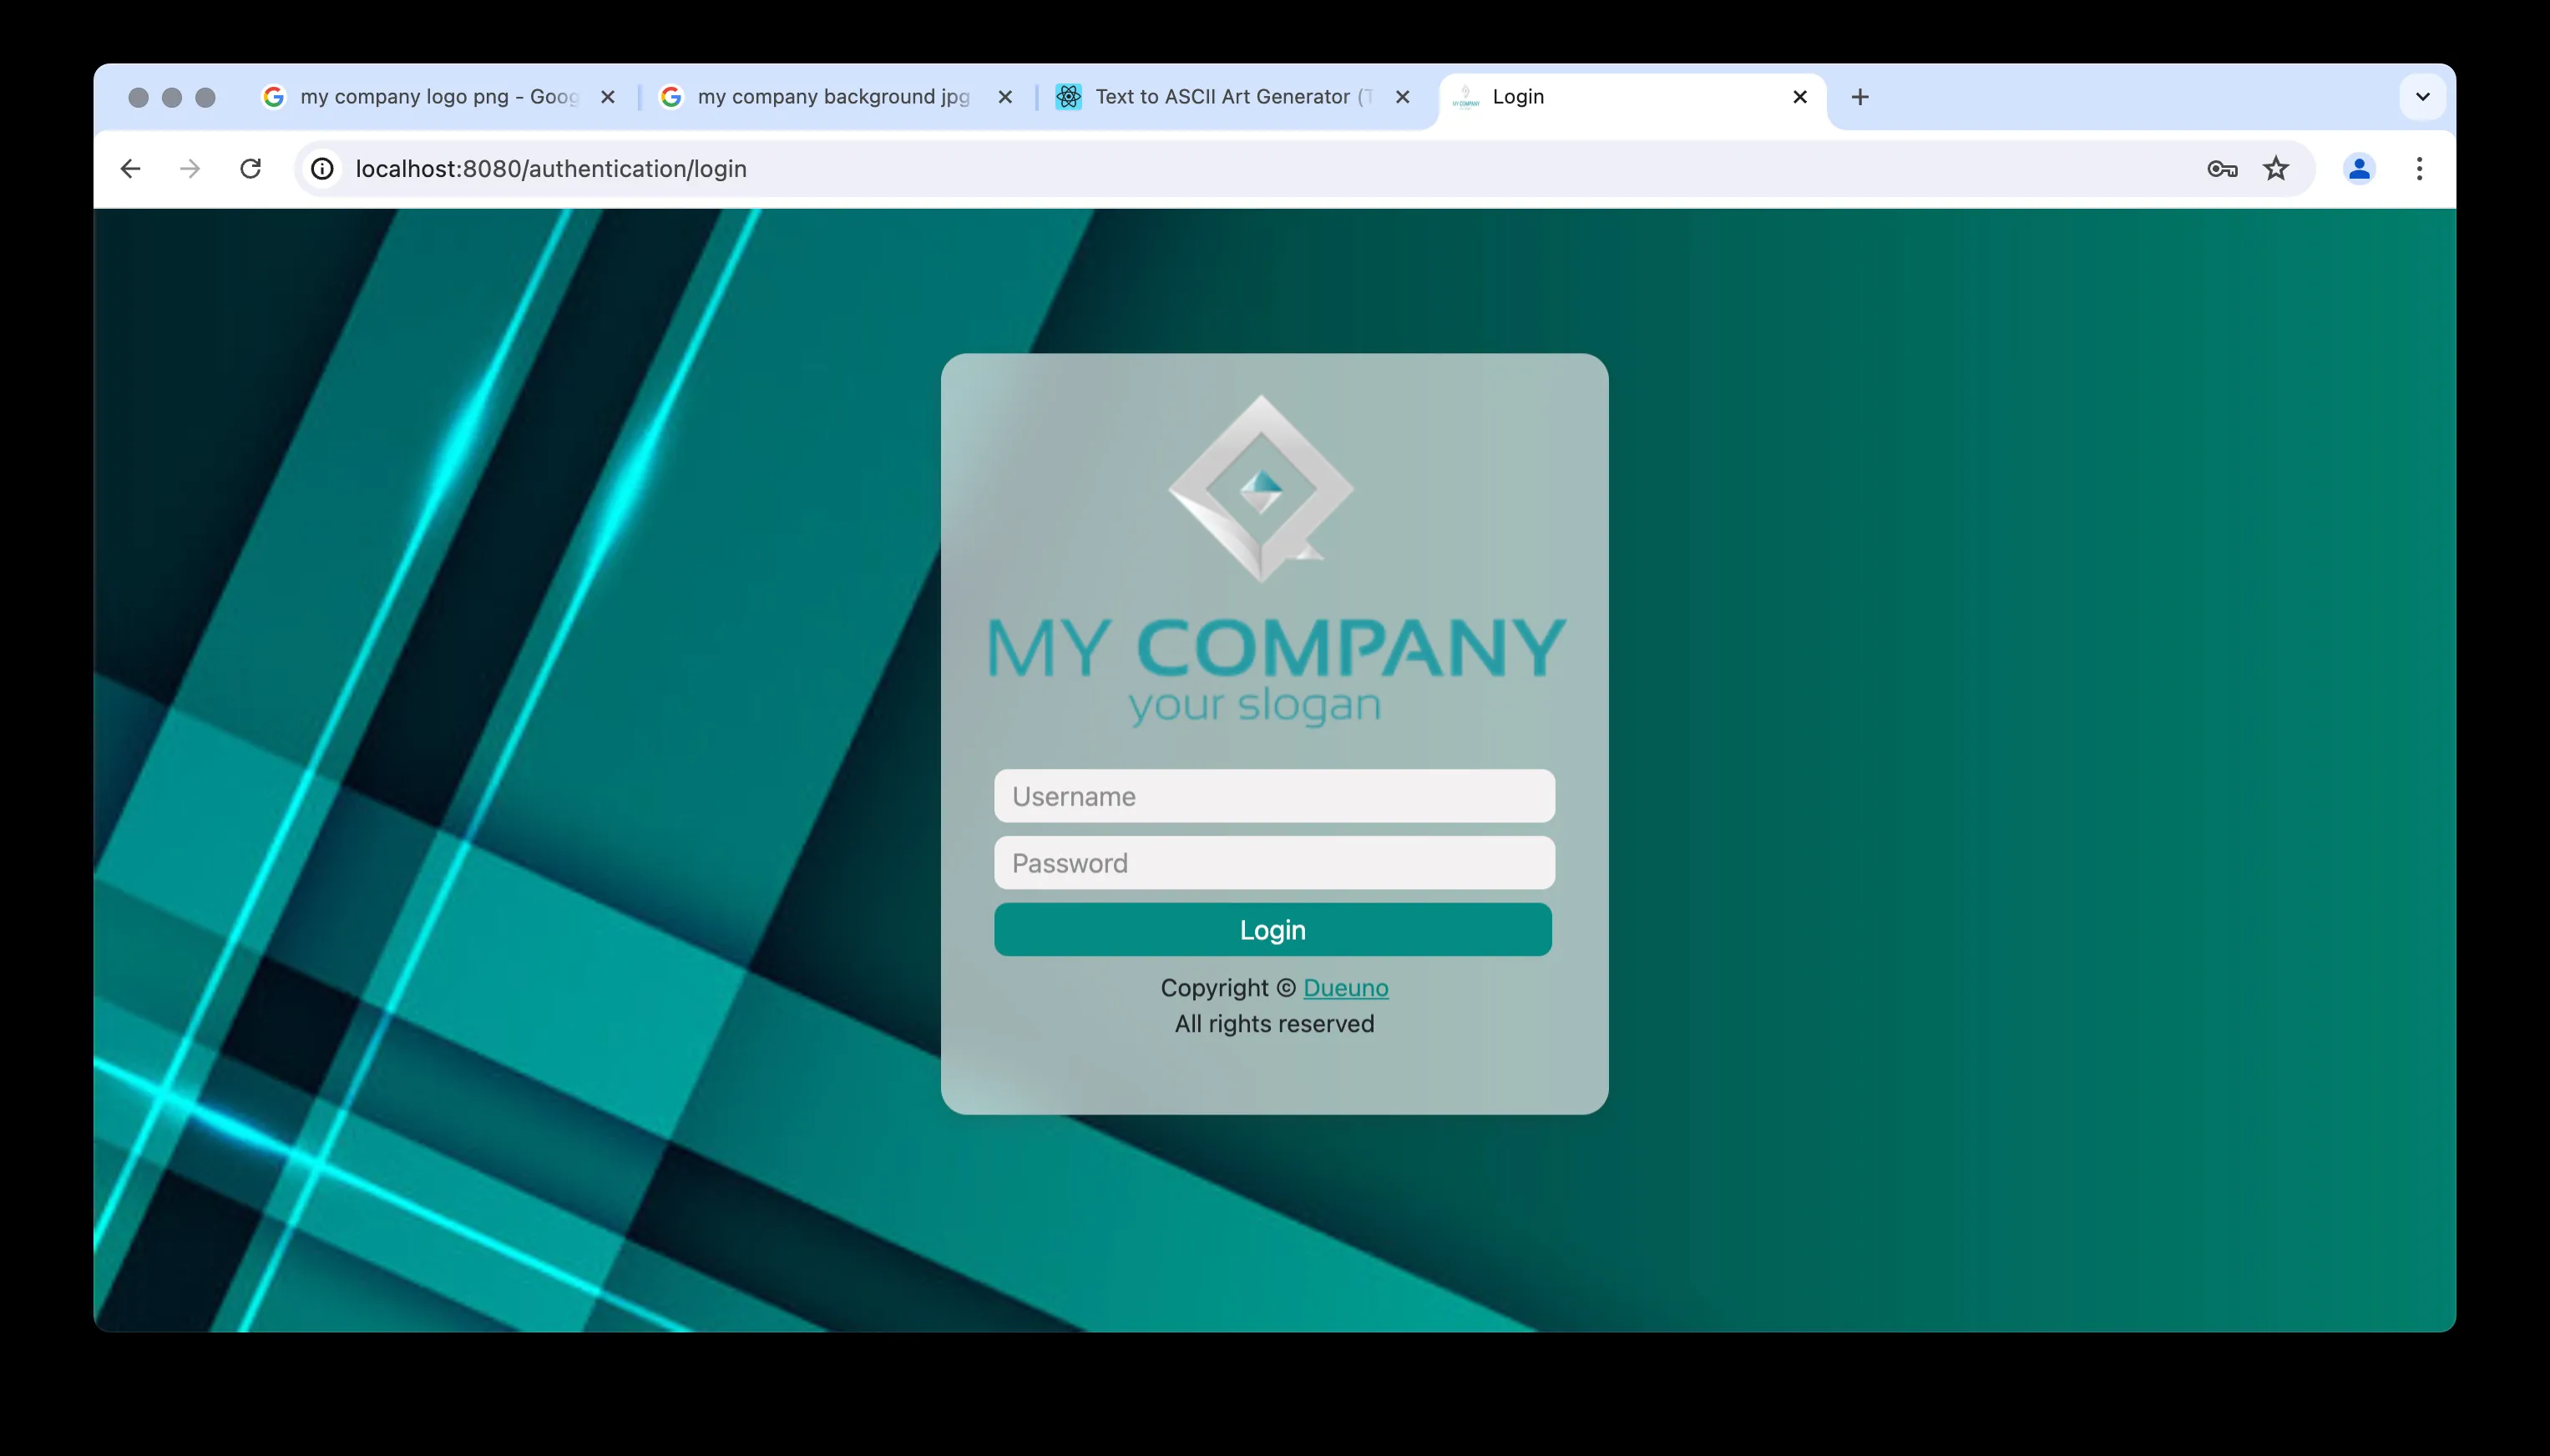 my company logo png - Goog
my company background jpg
Text to ASCII Art Generator (T
Login
localhost:8080/authentication/login
MY COMPANY
your slogan
Username
Password
Login
Copyright © Dueuno
All rights reserved